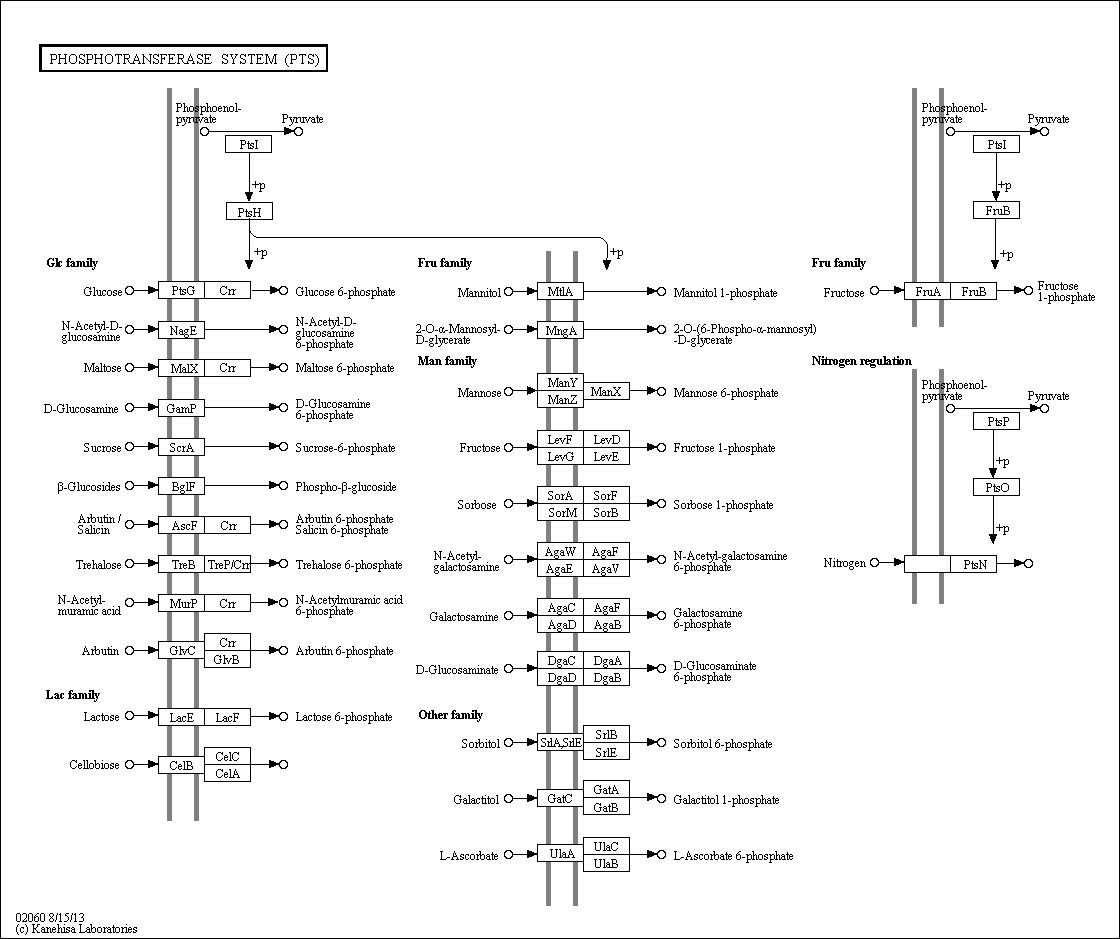 PHOSPHOTRANSFERASE SYSTEM (PTS)
Phosphoenol-
pyruvate
Pyruvate
PtsI
+p
PtsH
+p
+p
Glc family
Glucose
PtsG
Crr
Glucose 6-phosphate
N-Acetyl-D-
glucosamine
NagE
N-Acetyl-D-
glucosamine
6-phosphate
Maltose
MalX
Crr
Maltose 6-phosphate
D-Glucosamine
GamP
D-Glucosamine
6-phosphate
Sucrose
ScrA
Sucrose-6-phosphate
β-Glucosides
BglF
Phospho-β-glucoside
Arbutin /
Salicin
AscF
Crr
Arbutin 6-phosphate
Salicin 6-phosphate
Trehalose
TreB
TreP/Crr
Trehalose 6-phosphate
N-Acetyl-
muramic acid
MurP
Crr
N-Acetylmuramic acid
6-phosphate
Arbutin
GlvC
Crr
GlvB
Arbutin 6-phosphate
Lac family
Lactose
LacE
LacF
Lactose 6-phosphate
Cellobiose
CelB
CelC
CelA
Fru family
Mannitol
MtlA
Mannitol 1-phosphate
2-O-α-Mannosyl-
D-glycerate
MngA
2-O-(6-Phospho-α-mannosyl)
-D-glycerate
Man family
Mannose
ManY
ManZ
ManX
Mannose 6-phosphate
Fructose
LevF
LevD
LevG
LevE
Fructose 1-phosphate
Sorbose
SorA
SorF
SorM
SorB
Sorbose 1-phosphate
N-Acetyl-
galactosamine
AgaW
AgaF
AgaE
AgaV
N-Acetyl-galactosamine
6-phosphate
Galactosamine
AgaC
AgaF
AgaD
AgaB
Galactosamine
6-phosphate
D-Glucosaminate
DgaC
DgaA
DgaD
DgaB
D-Glucosaminate
6-phosphate
Other family
Sorbitol
SrlA,SrlE
SrlB
SrlE
Sorbitol 6-phosphate
Galactitol
GatC
GatA
GatB
Galactitol 1-phosphate
L-Ascorbate
UlaA
UlaC
UlaB
L-Ascorbate 6-phosphate
Phosphoenol-
pyruvate
Pyruvate
PtsI
+p
FruB
+p
Fru family
Fructose
FruA
FruB
Fructose
1-phosphate
Nitrogen regulation
Phosphoenol-
pyruvate
Pyruvate
PtsP
+p
PtsO
+p
Nitrogen
PtsN
02060 8/15/13
(c) Kanehisa Laboratories